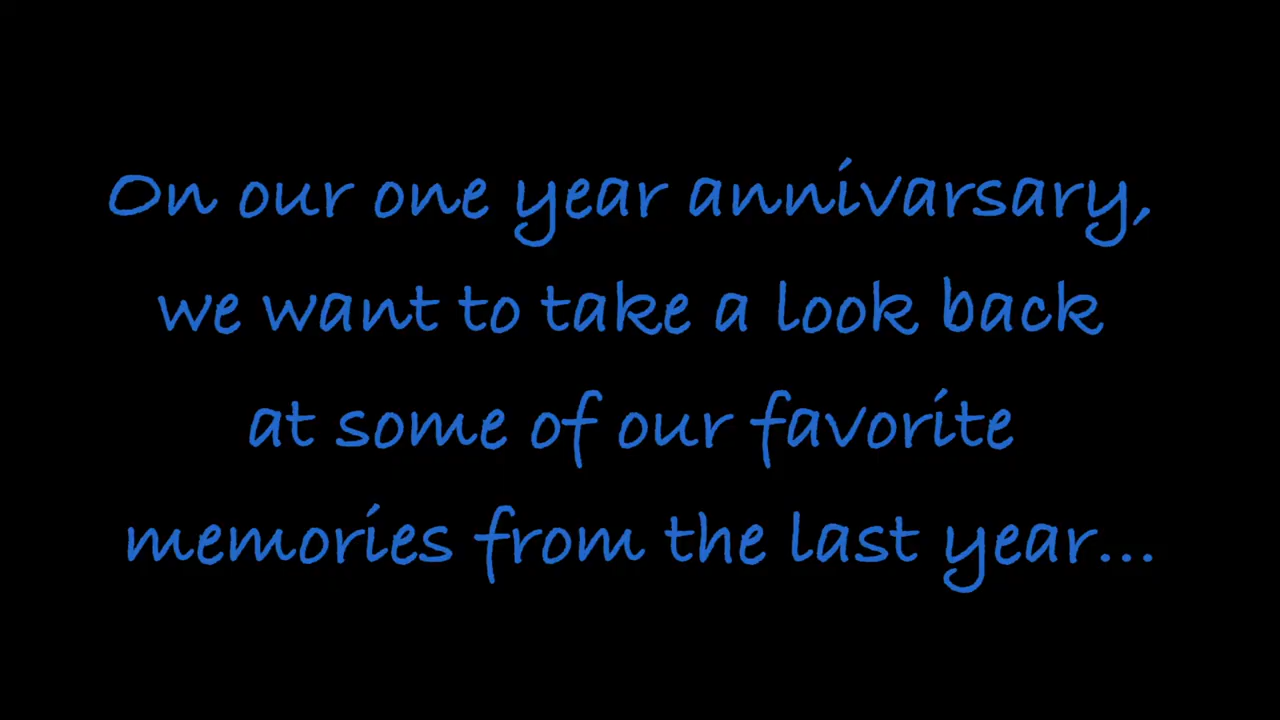 On our one year annivarsary,
we want to take a look back
at some of our favorite
memories from the last year...